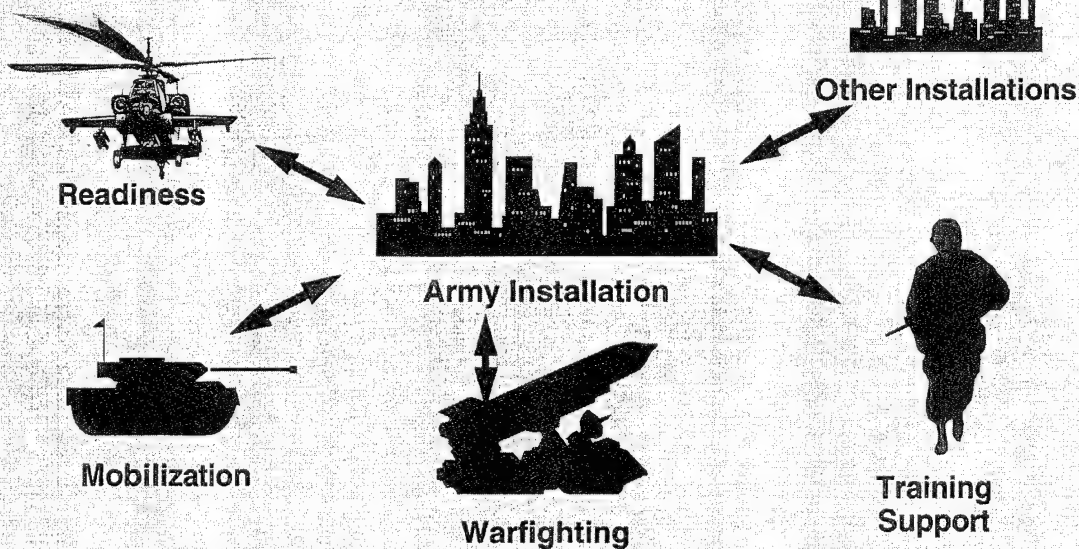 Other Installations
Readiness
Army Installation
Mobilization
Warfighting
Training
Support